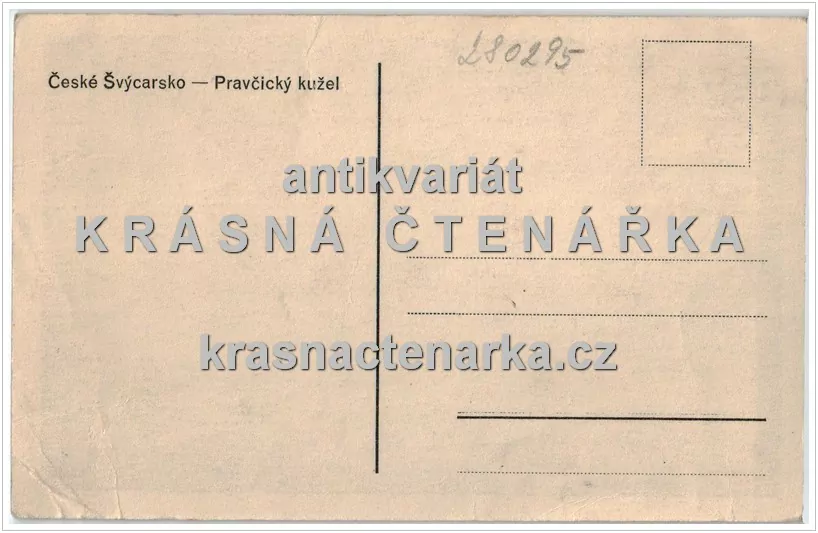 280295
České Švýcarsko — Pravčický kužel
antikvariát
KRÁSNÁ ČTENÁŘKA
krasnactenarka.cz